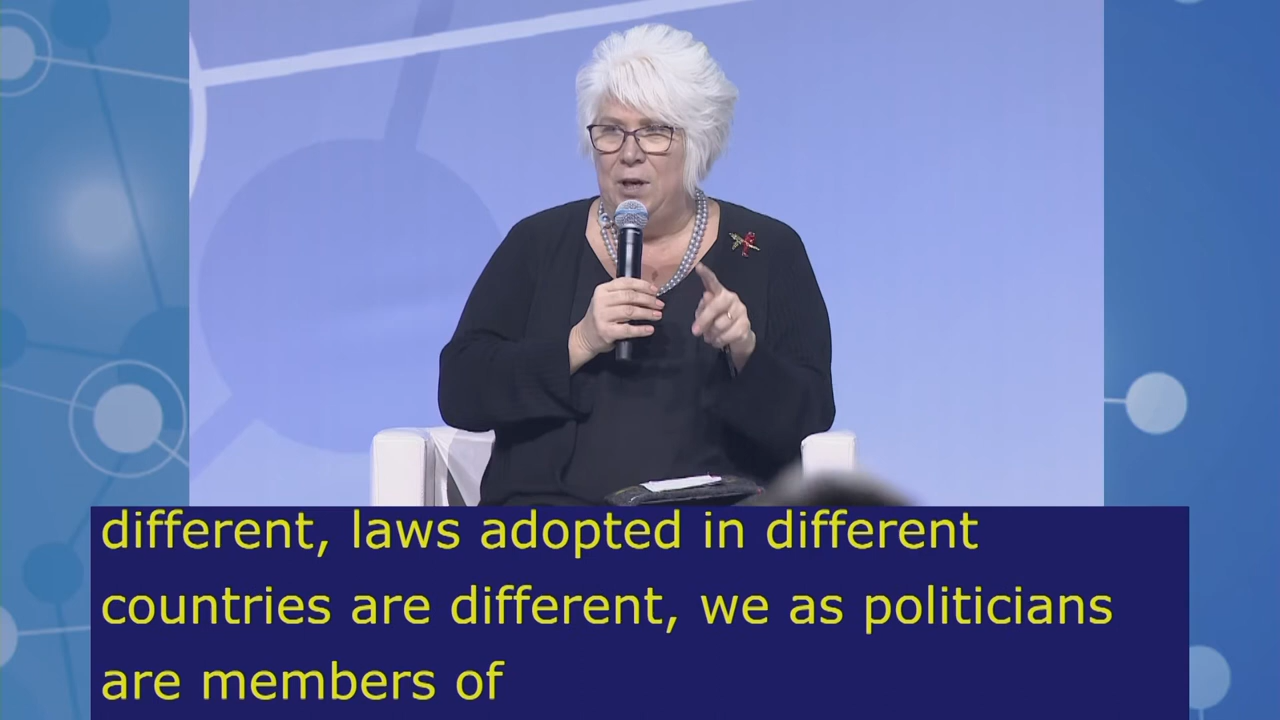 different, laws adopted in different
countries are different, we as politicians
are members of